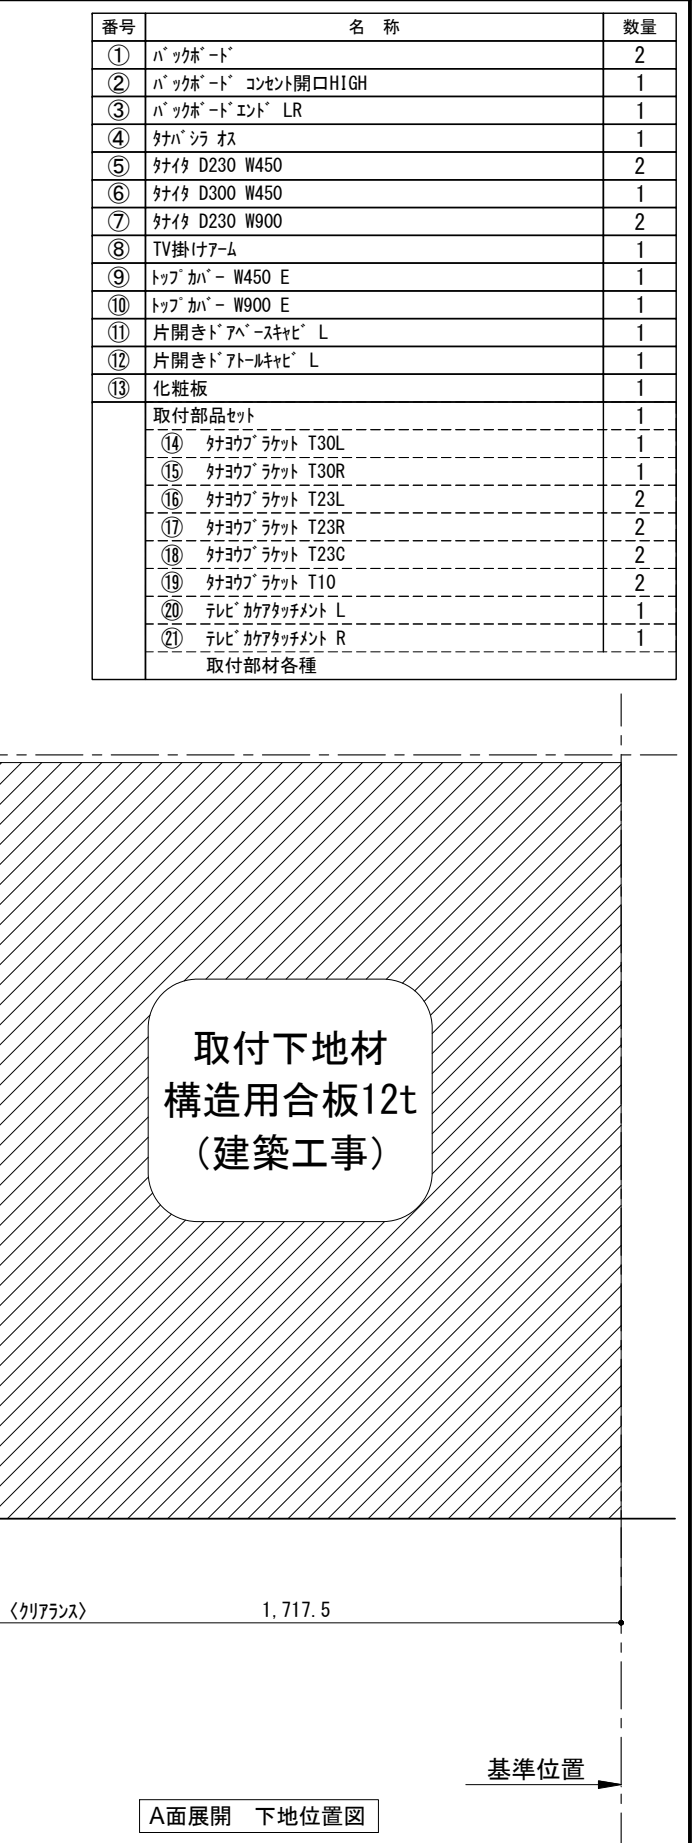 番号 名　称 数量
① ﾊﾞｯｸﾎﾞｰﾄﾞ 2
② ﾊﾞｯｸﾎﾞｰﾄﾞ ｺﾝｾﾝﾄ開口HIGH 1
③ ﾊﾞｯｸﾎﾞｰﾄﾞｴﾝﾄﾞ LR 1
④ ﾀﾅﾊﾞｼﾗ ｵｽ 1
⑤ ﾀﾅｲﾀ D230 W450 2
⑥ ﾀﾅｲﾀ D300 W450 1
⑦ ﾀﾅｲﾀ D230 W900 2
⑧ TV掛けｱｰﾑ 1
⑨ ﾄｯﾌﾟｶﾊﾞｰ W450 E 1
⑩ ﾄｯﾌﾟｶﾊﾞｰ W900 E 1
⑪ 片開きﾄﾞｱﾍﾞｰｽｷｬﾋﾞ L 1
⑫ 片開きﾄﾞｱﾄｰﾙｷｬﾋﾞ L 1
⑬ 化粧板 1
取付部品ｾｯﾄ 1
⑭ ﾀﾅﾖｳﾌﾞﾗｹｯﾄ T30L 1
⑮ ﾀﾅﾖｳﾌﾞﾗｹｯﾄ T30R 1
⑯ ﾀﾅﾖｳﾌﾞﾗｹｯﾄ T23L 2
⑰ ﾀﾅﾖｳﾌﾞﾗｹｯﾄ T23R 2
⑱ ﾀﾅﾖｳﾌﾞﾗｹｯﾄ T23C 2
⑲ ﾀﾅﾖｳﾌﾞﾗｹｯﾄ T10 2
⑳ ﾃﾚﾋﾞｶｹｱﾀｯﾁﾒﾝﾄ L 1
㉑ ﾃﾚﾋﾞｶｹｱﾀｯﾁﾒﾝﾄ R 1
取付部材各種
取付下地材
構造用合板12t
（建築工事）
〈ｸﾘｱﾗﾝｽ〉 1,717.5
基準位置
A面展開　下地位置図